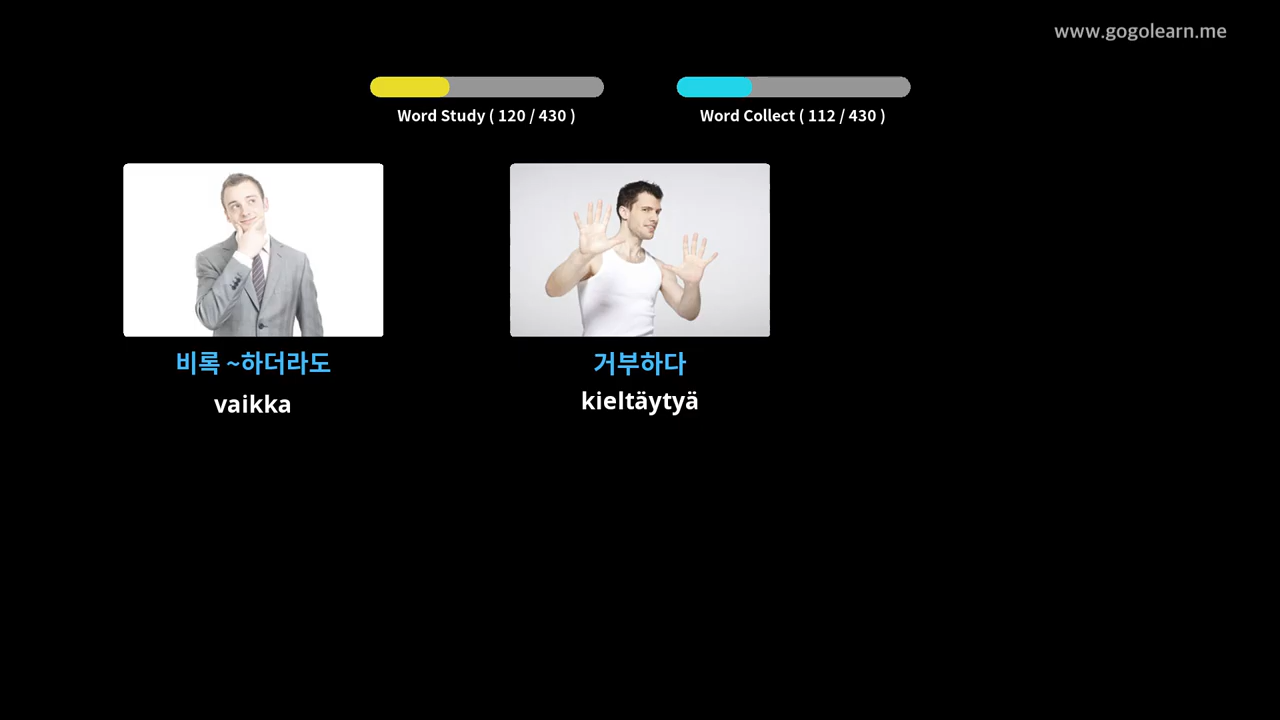 www.gogolearn.me
Word Study ( 120 / 430 )
Word Collect ( 112 / 430 )
비록 ~하더라도
vaikka
거부하다
kieltäytyä